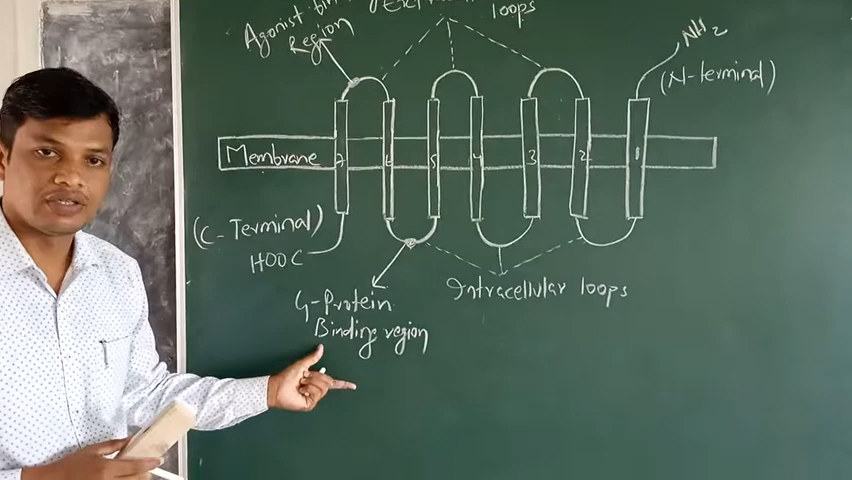 Agonist
Region
loops
NH2
(N-terminal)
Membrane
7 6 5 4 3 2 1
(C-Terminal)
HOOC
G-Protein
Binding region
Intracellular loops